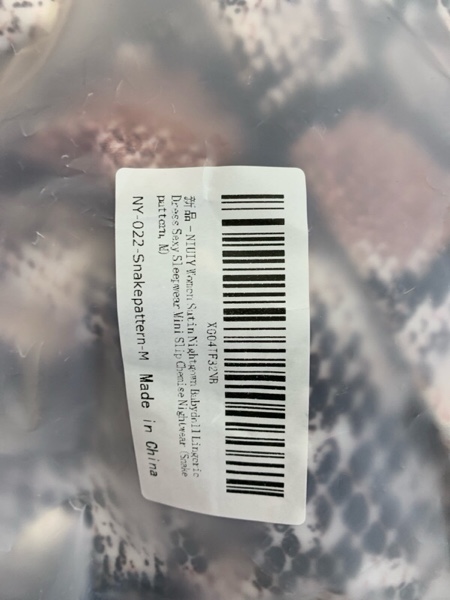 XG04TF32VB
新品 - NIUIY Women Satin Nightgown Babydoll Lingerie
Dress Sexy Sleepwear Mini Slip Chemise Nightwear (Snake
pattern, M)
NY-022-Snakepattern-M Made in China